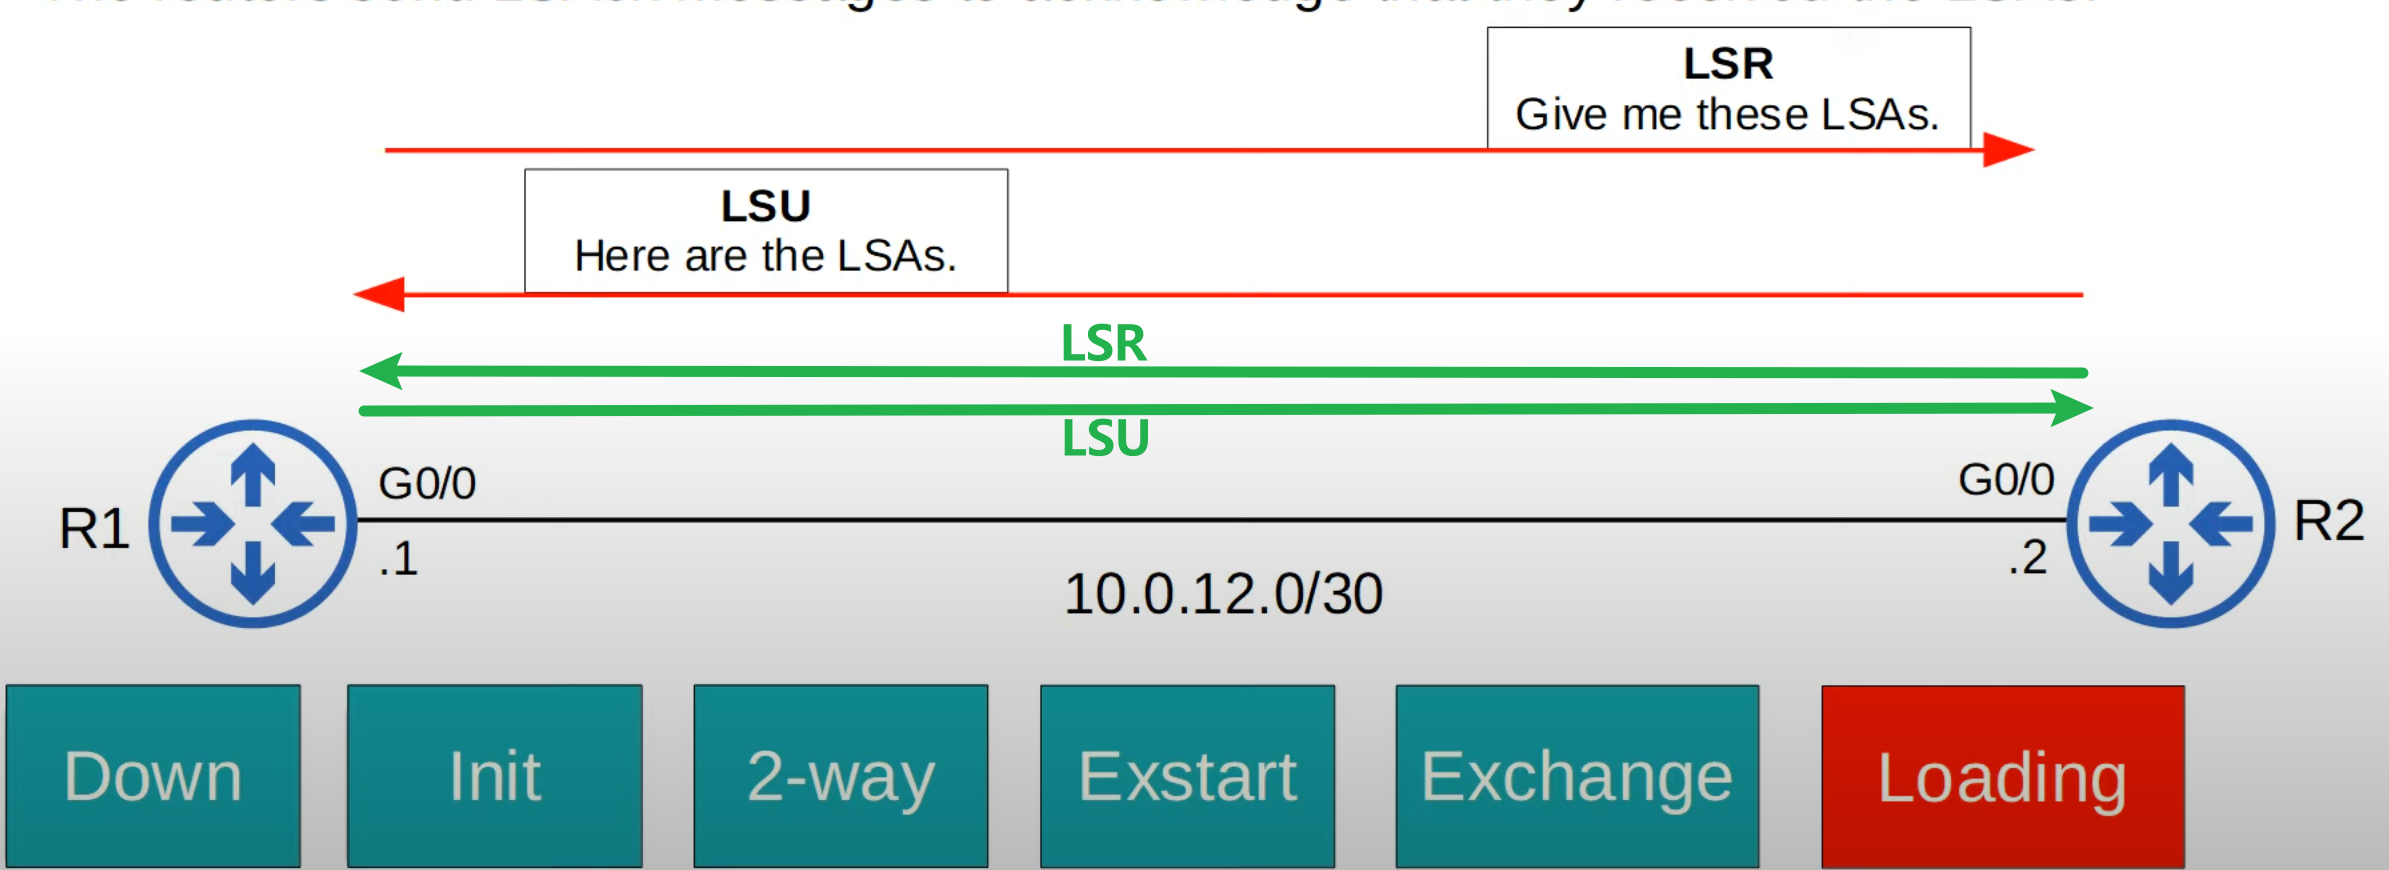 LSR
Give me these LSAs.
LSU
Here are the LSAs.
LSR
LSU
G0/0
G0/0
R1
R2
.1
.2
10.0.12.0/30
Down
Init
2-way
Exstart
Exchange
Loading